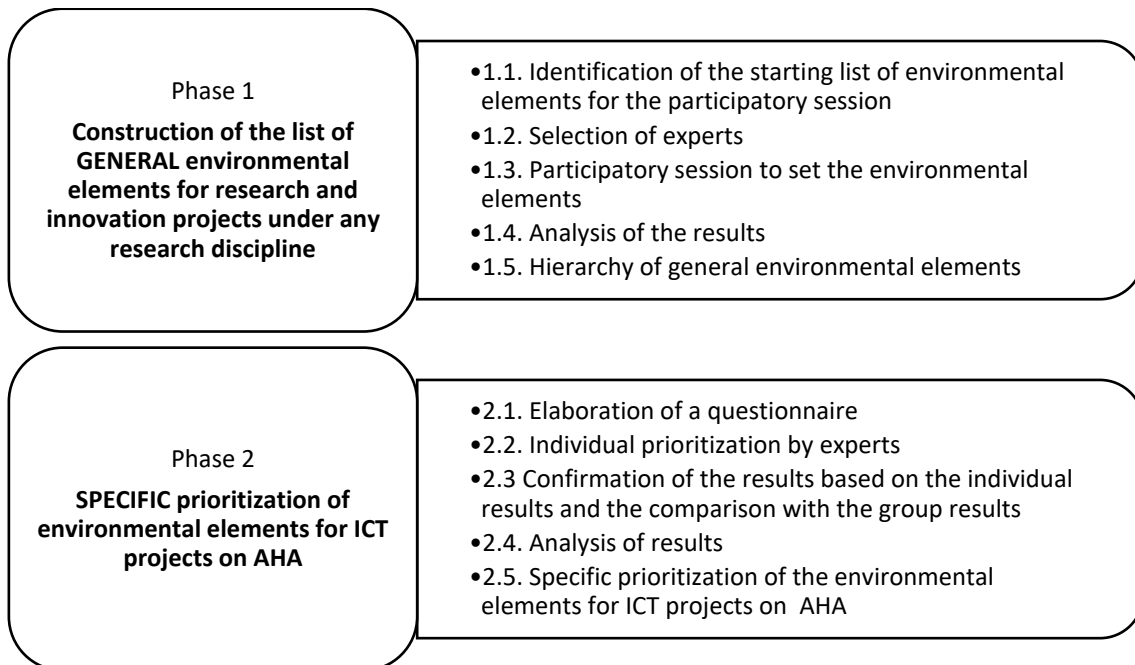 Phase 1
Construction of the list of
GENERAL environmental
elements for research and
innovation projects under any
research discipline
•1.1. Identification of the starting list of environmental
elements for the participatory session
•1.2. Selection of experts
•1.3. Participatory session to set the environmental
elements
•1.4. Analysis of the results
•1.5. Hierarchy of general environmental elements
Phase 2
SPECIFIC prioritization of
environmental elements for ICT
projects on AHA
•2.1. Elaboration of a questionnaire
•2.2. Individual prioritization by experts
•2.3 Confirmation of the results based on the individual
results and the comparison with the group results
•2.4. Analysis of results
•2.5. Specific prioritization of the environmental
elements for ICT projects on  AHA